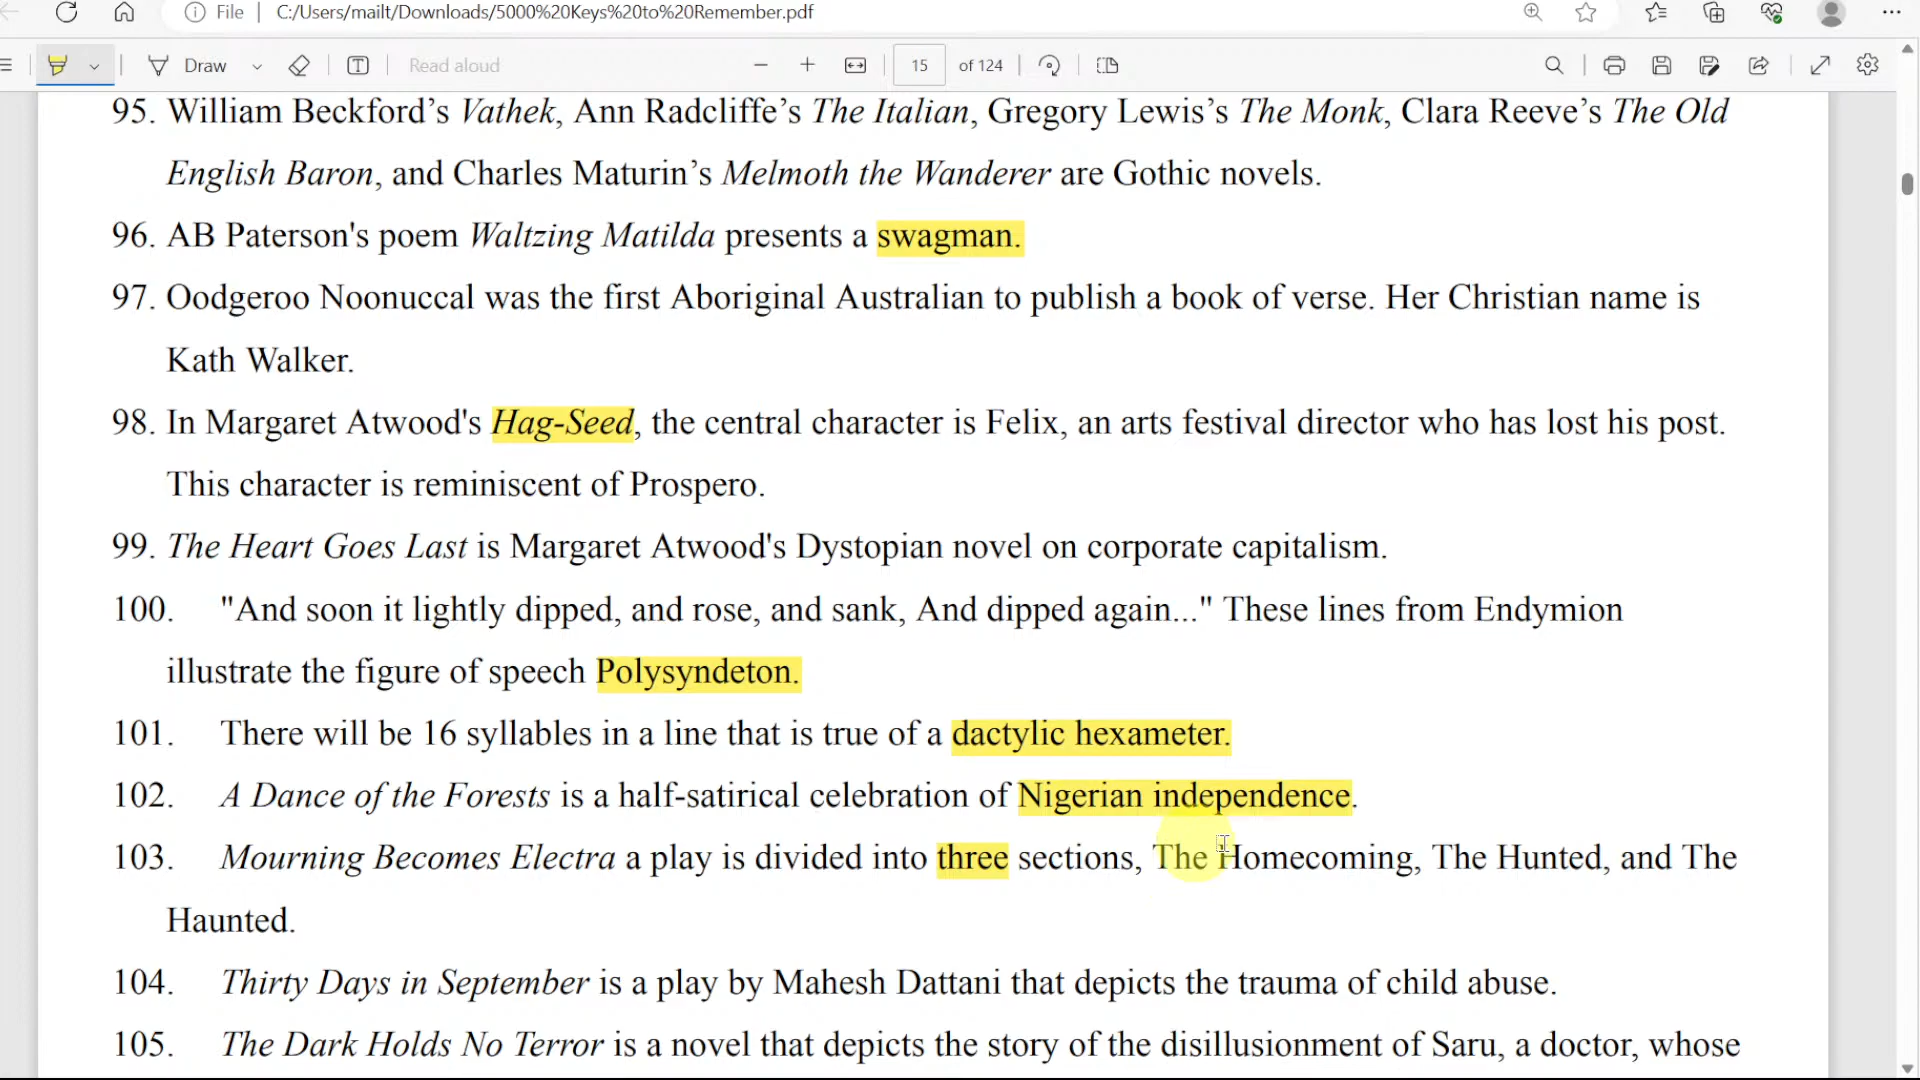 File C:/Users/mailt/Downloads/5000%20Keys%20to%20Remember.pdf
Draw Read aloud 15 of 124
95. William Beckford’s Vathek, Ann Radcliffe’s The Italian, Gregory Lewis’s The Monk, Clara Reeve’s The Old
English Baron, and Charles Maturin’s Melmoth the Wanderer are Gothic novels.
96. AB Paterson's poem Waltzing Matilda presents a swagman.
97. Oodgeroo Noonuccal was the first Aboriginal Australian to publish a book of verse. Her Christian name is
Kath Walker.
98. In Margaret Atwood's Hag-Seed, the central character is Felix, an arts festival director who has lost his post.
This character is reminiscent of Prospero.
99. The Heart Goes Last is Margaret Atwood's Dystopian novel on corporate capitalism.
100. "And soon it lightly dipped, and rose, and sank, And dipped again..." These lines from Endymion
illustrate the figure of speech Polysyndeton.
101. There will be 16 syllables in a line that is true of a dactylic hexameter.
102. A Dance of the Forests is a half-satirical celebration of Nigerian independence.
103. Mourning Becomes Electra a play is divided into three sections, The Homecoming, The Hunted, and The
Haunted.
104. Thirty Days in September is a play by Mahesh Dattani that depicts the trauma of child abuse.
105. The Dark Holds No Terror is a novel that depicts the story of the disillusionment of Saru, a doctor, whose